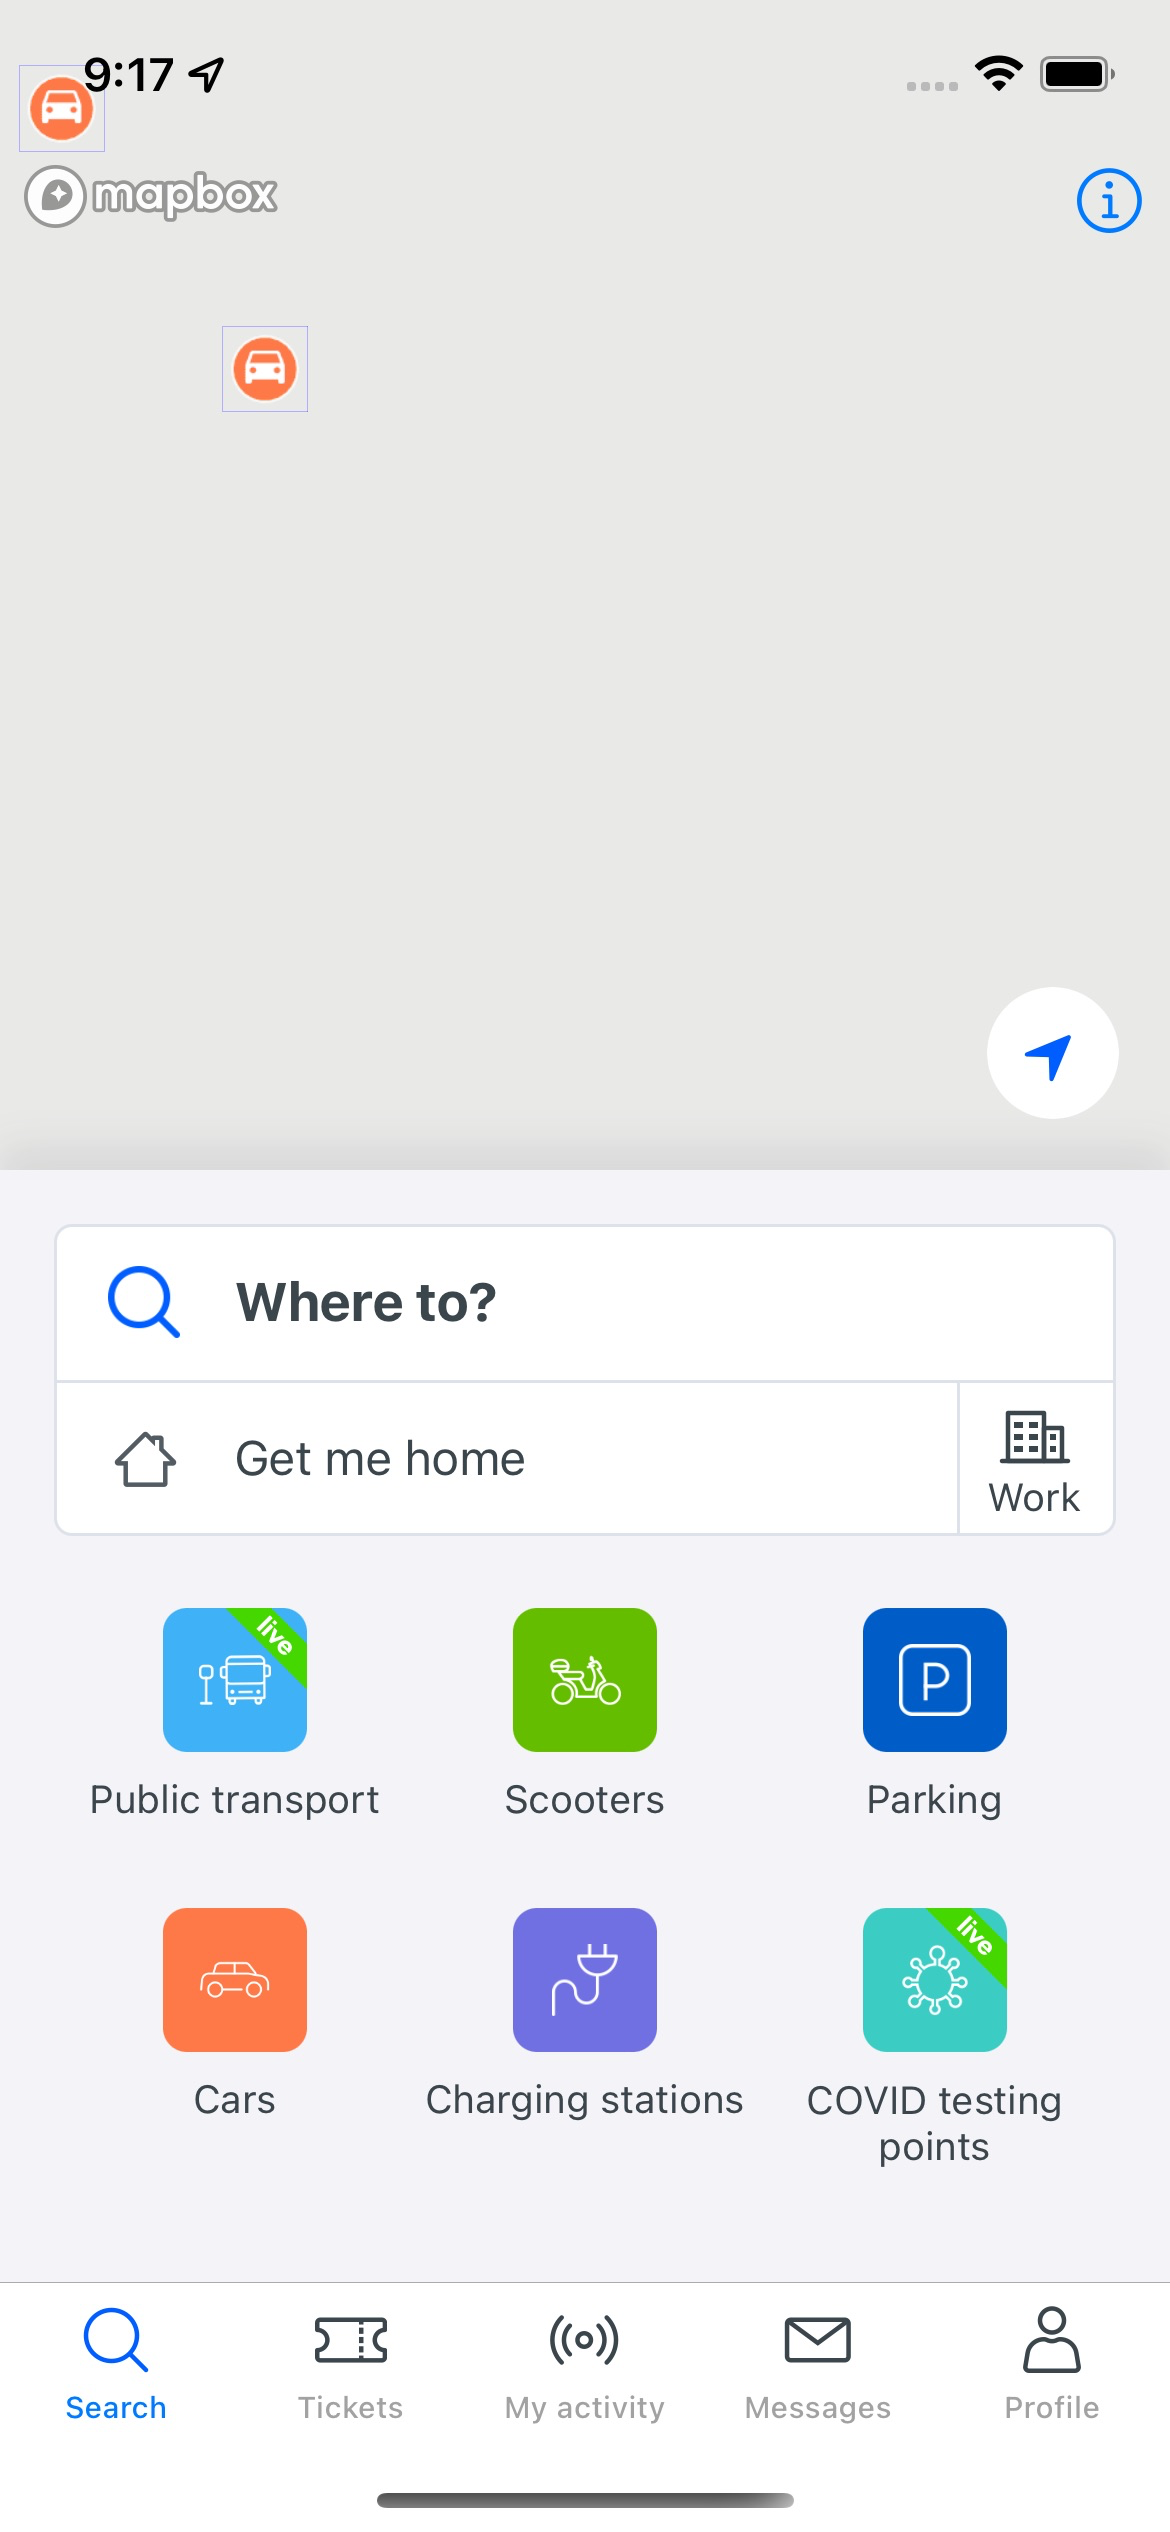 9:17
mapbox
Where to?
Get me home
Work
live
P
Public transport
Scooters
Parking
live
Cars
Charging stations
COVID testing
points
Search
Tickets
My activity
Messages
Profile